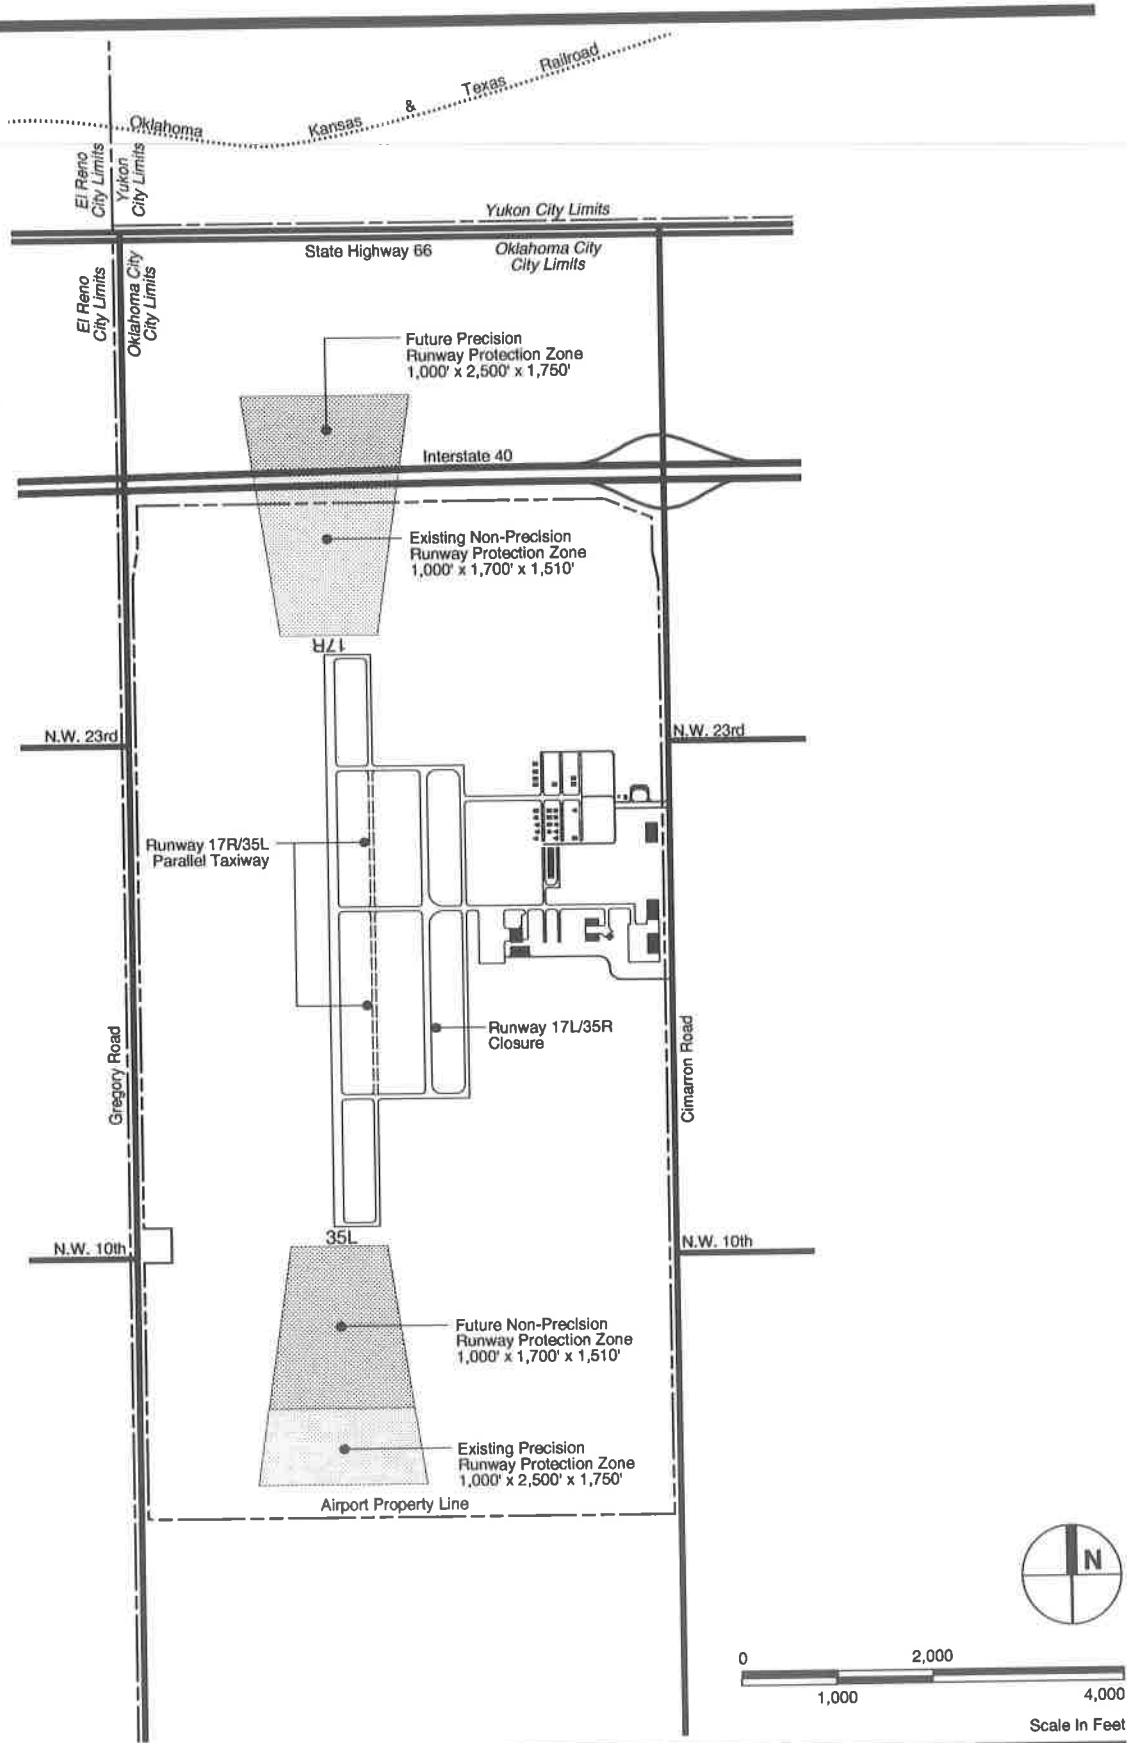 Oklahoma Kansas & Texas Railroad
El Reno
City Limits
Yukon
City Limits
Yukon City Limits
State Highway 66
Oklahoma City
City Limits
El Reno
City Limits
Oklahoma City
City Limits
Future Precision
Runway Protection Zone
1,000' x 2,500' x 1,750'
Interstate 40
Existing Non-Precision
Runway Protection Zone
1,000' x 1,700' x 1,510'
17R
N.W. 23rd
N.W. 23rd
Runway 17R/35L
Parallel Taxiway
Runway 17L/35R
Closure
Gregory Road
Cimarron Road
35L
N.W. 10th
N.W. 10th
Future Non-Precision
Runway Protection Zone
1,000' x 1,700' x 1,510'
Existing Precision
Runway Protection Zone
1,000' x 2,500' x 1,750'
Airport Property Line
N
0
2,000
1,000
4,000
Scale In Feet